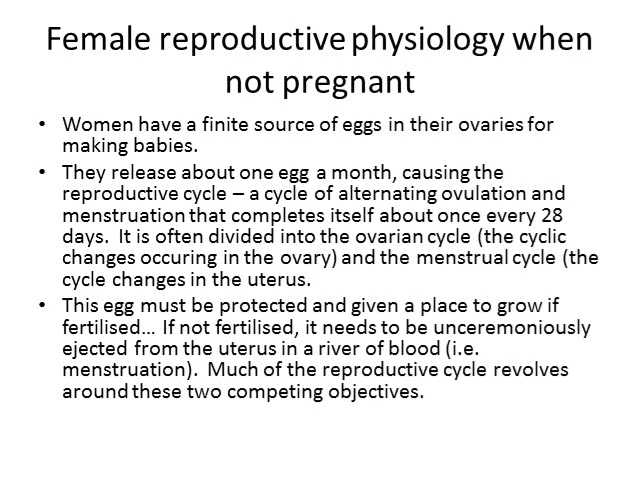 Female reproductive physiology when
not pregnant
• Women have a finite source of eggs in their ovaries for
making babies.
• They release about one egg a month, causing the
reproductive cycle – a cycle of alternating ovulation and
menstruation that completes itself about once every 28
days. It is often divided into the ovarian cycle (the cyclic
changes occuring in the ovary) and the menstrual cycle (the
cycle changes in the uterus.
• This egg must be protected and given a place to grow if
fertilised... If not fertilised, it needs to be unceremoniously
ejected from the uterus in a river of blood (i.e.
menstruation). Much of the reproductive cycle revolves
around these two competing objectives.